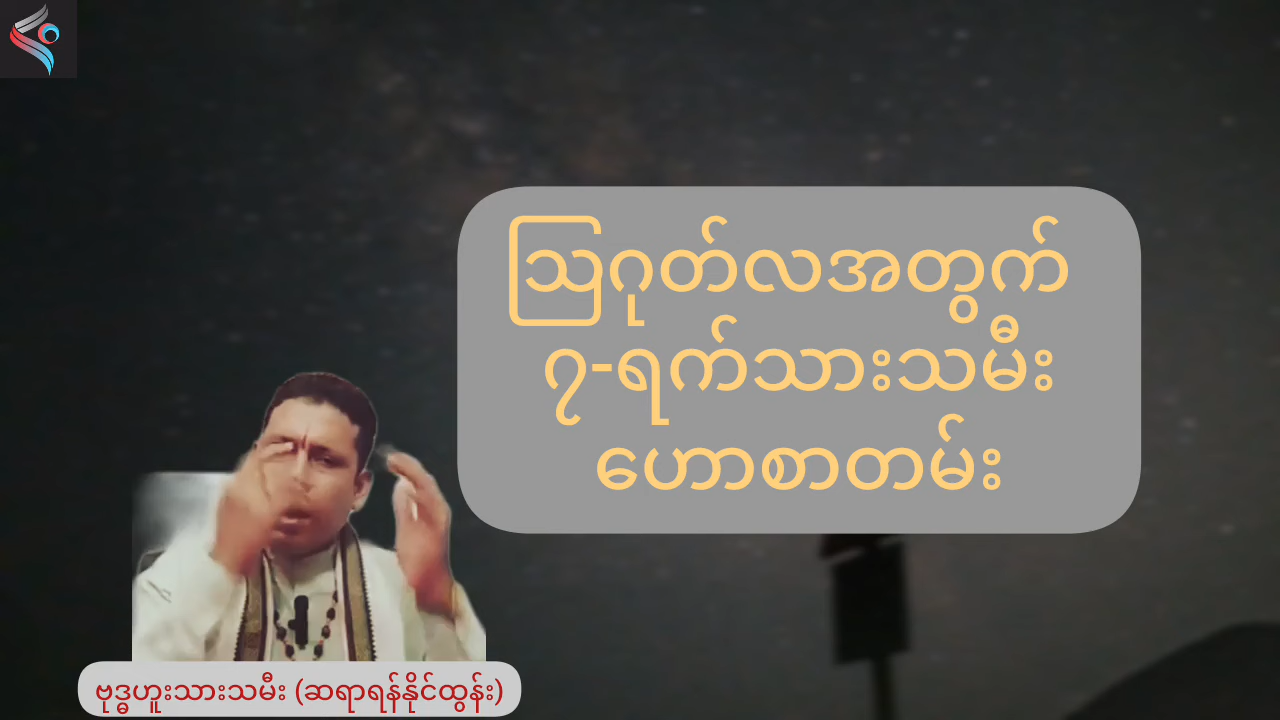 ဩဂုတ်လအတွက်
၇-ရက်သားသမီး
ဟောစာတမ်း
ဗုဒ္ဓဟူးသားသမီး (ဆရာရန်နိုင်ထွန်း)